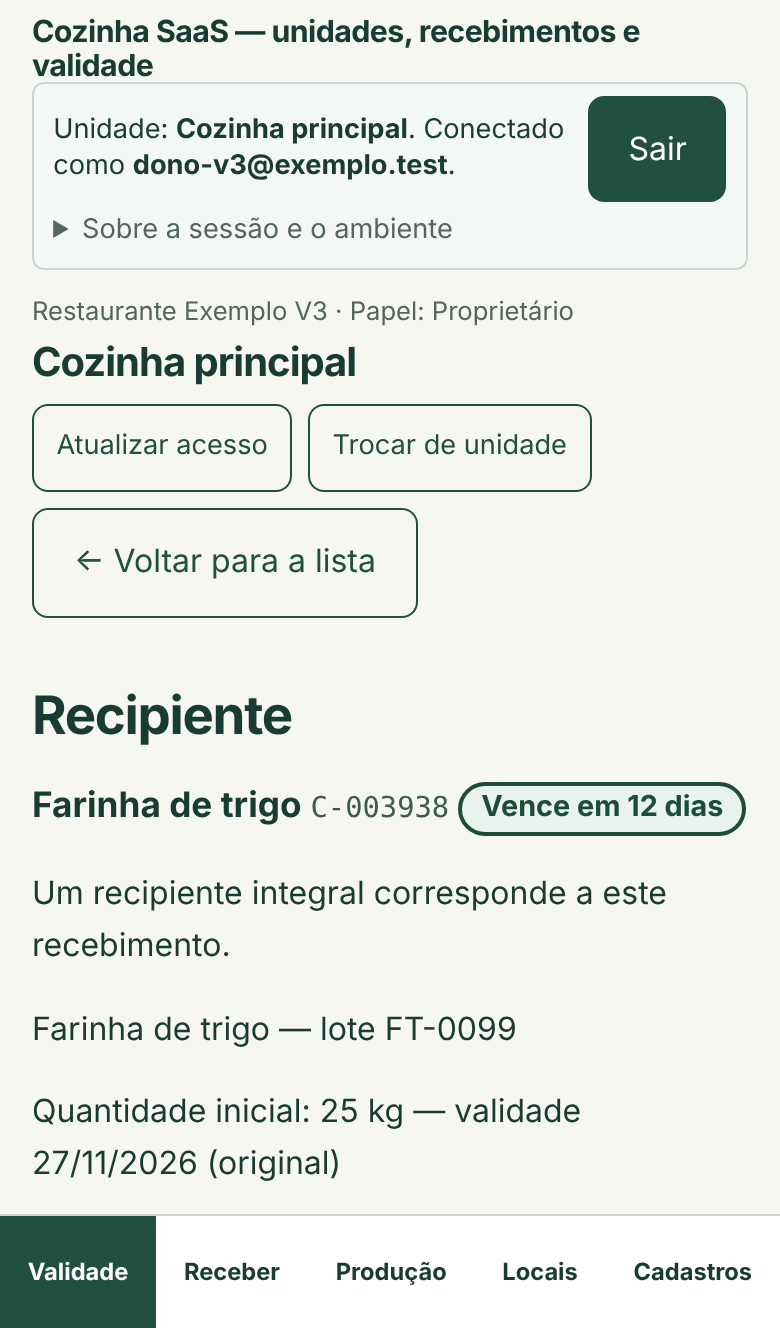 Cozinha SaaS — unidades, recebimentos e
validade
Unidade: Cozinha principal. Conectado
como dono-v3@exemplo.test.
Sair
▶ Sobre a sessão e o ambiente
Restaurante Exemplo V3 · Papel: Proprietário
Cozinha principal
Atualizar acesso
Trocar de unidade
← Voltar para a lista
Recipiente
Farinha de trigo C-003938 Vence em 12 dias
Um recipiente integral corresponde a este
recebimento.
Farinha de trigo — lote FT-0099
Quantidade inicial: 25 kg — validade
27/11/2026 (original)
Validade Receber Produção Locais Cadastros